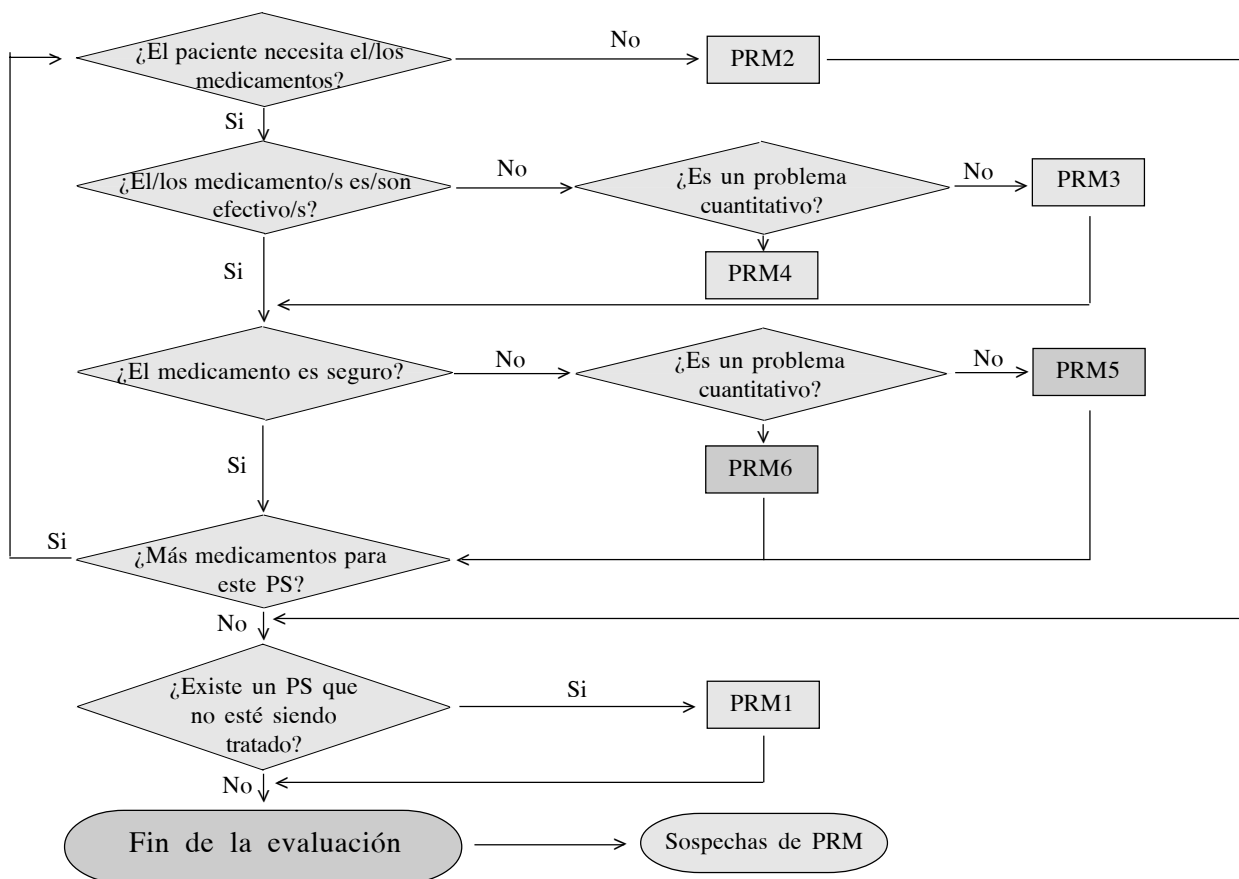 ¿El paciente necesita el/los
medicamentos?
No
PRM2
Si
¿El/los medicamento/s es/son
efectivo/s?
No
¿Es un problema
cuantitativo?
No
PRM3
PRM4
Si
¿El medicamento es seguro?
No
¿Es un problema
cuantitativo?
No
PRM5
PRM6
Si
Si
¿Más medicamentos para
este PS?
No
¿Existe un PS que
no esté siendo
tratado?
Si
PRM1
No
Fin de la evaluación
Sospechas de PRM